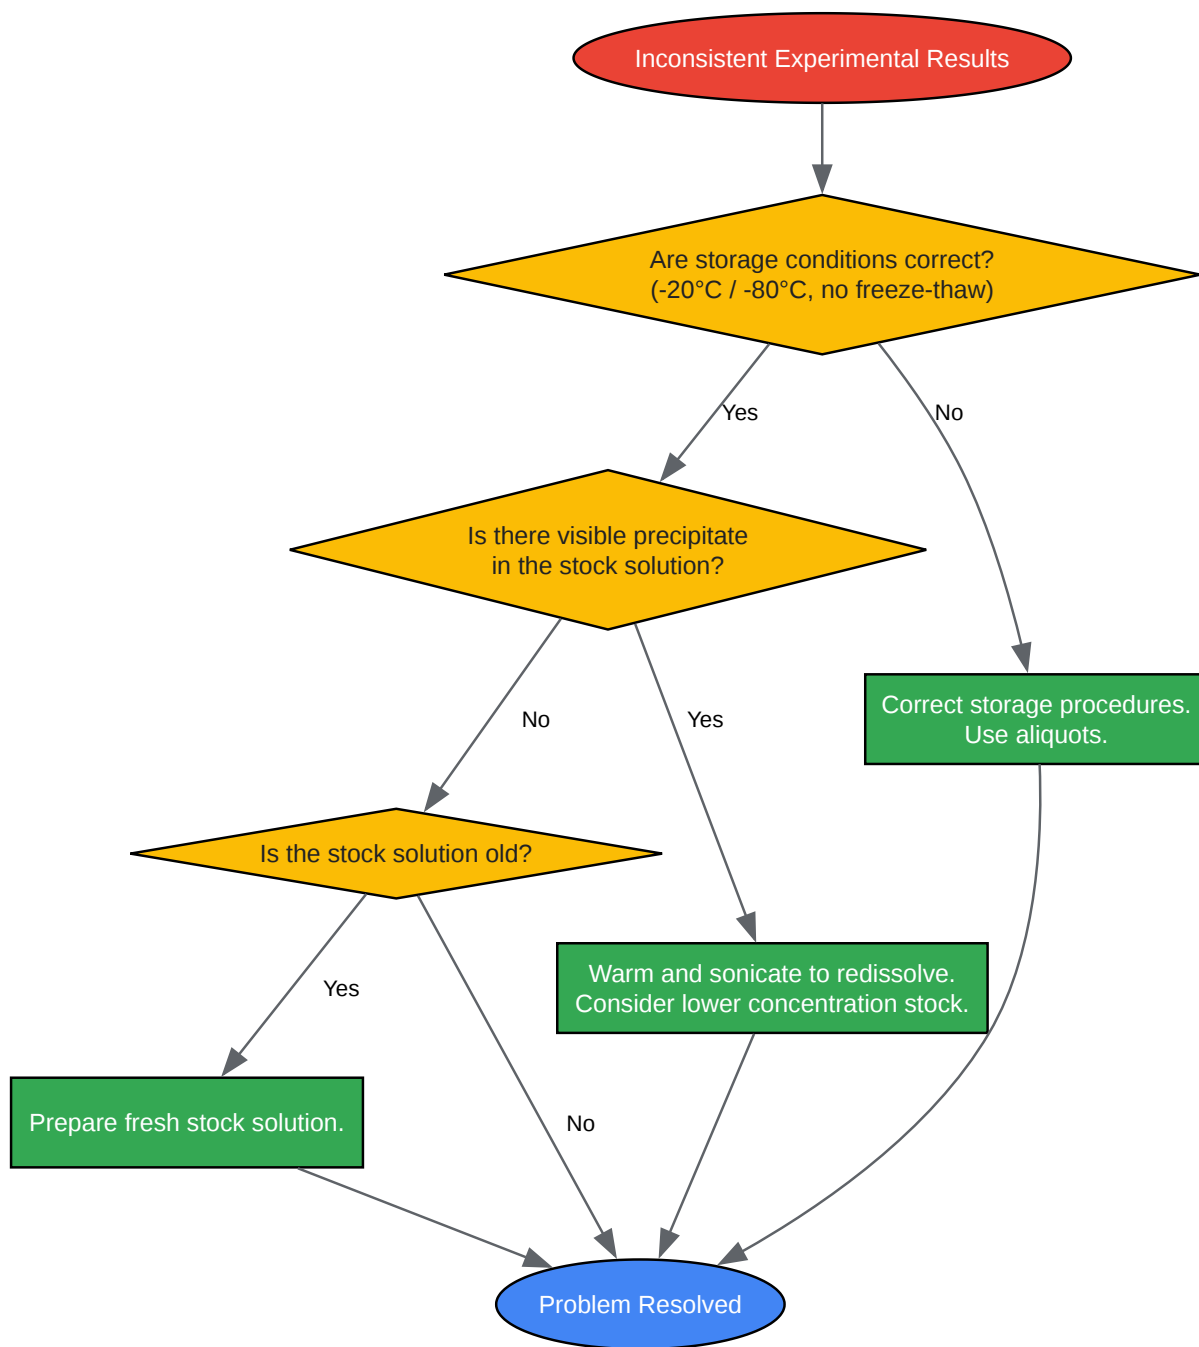 Inconsistent Experimental Results
Are storage conditions correct?
(-20°C / -80°C, no freeze-thaw)
Yes
No
Is there visible precipitate
in the stock solution?
Correct storage procedures.
Use aliquots.
No
Yes
Is the stock solution old?
Warm and sonicate to redissolve.
Consider lower concentration stock.
Yes
Prepare fresh stock solution.
No
Problem Resolved